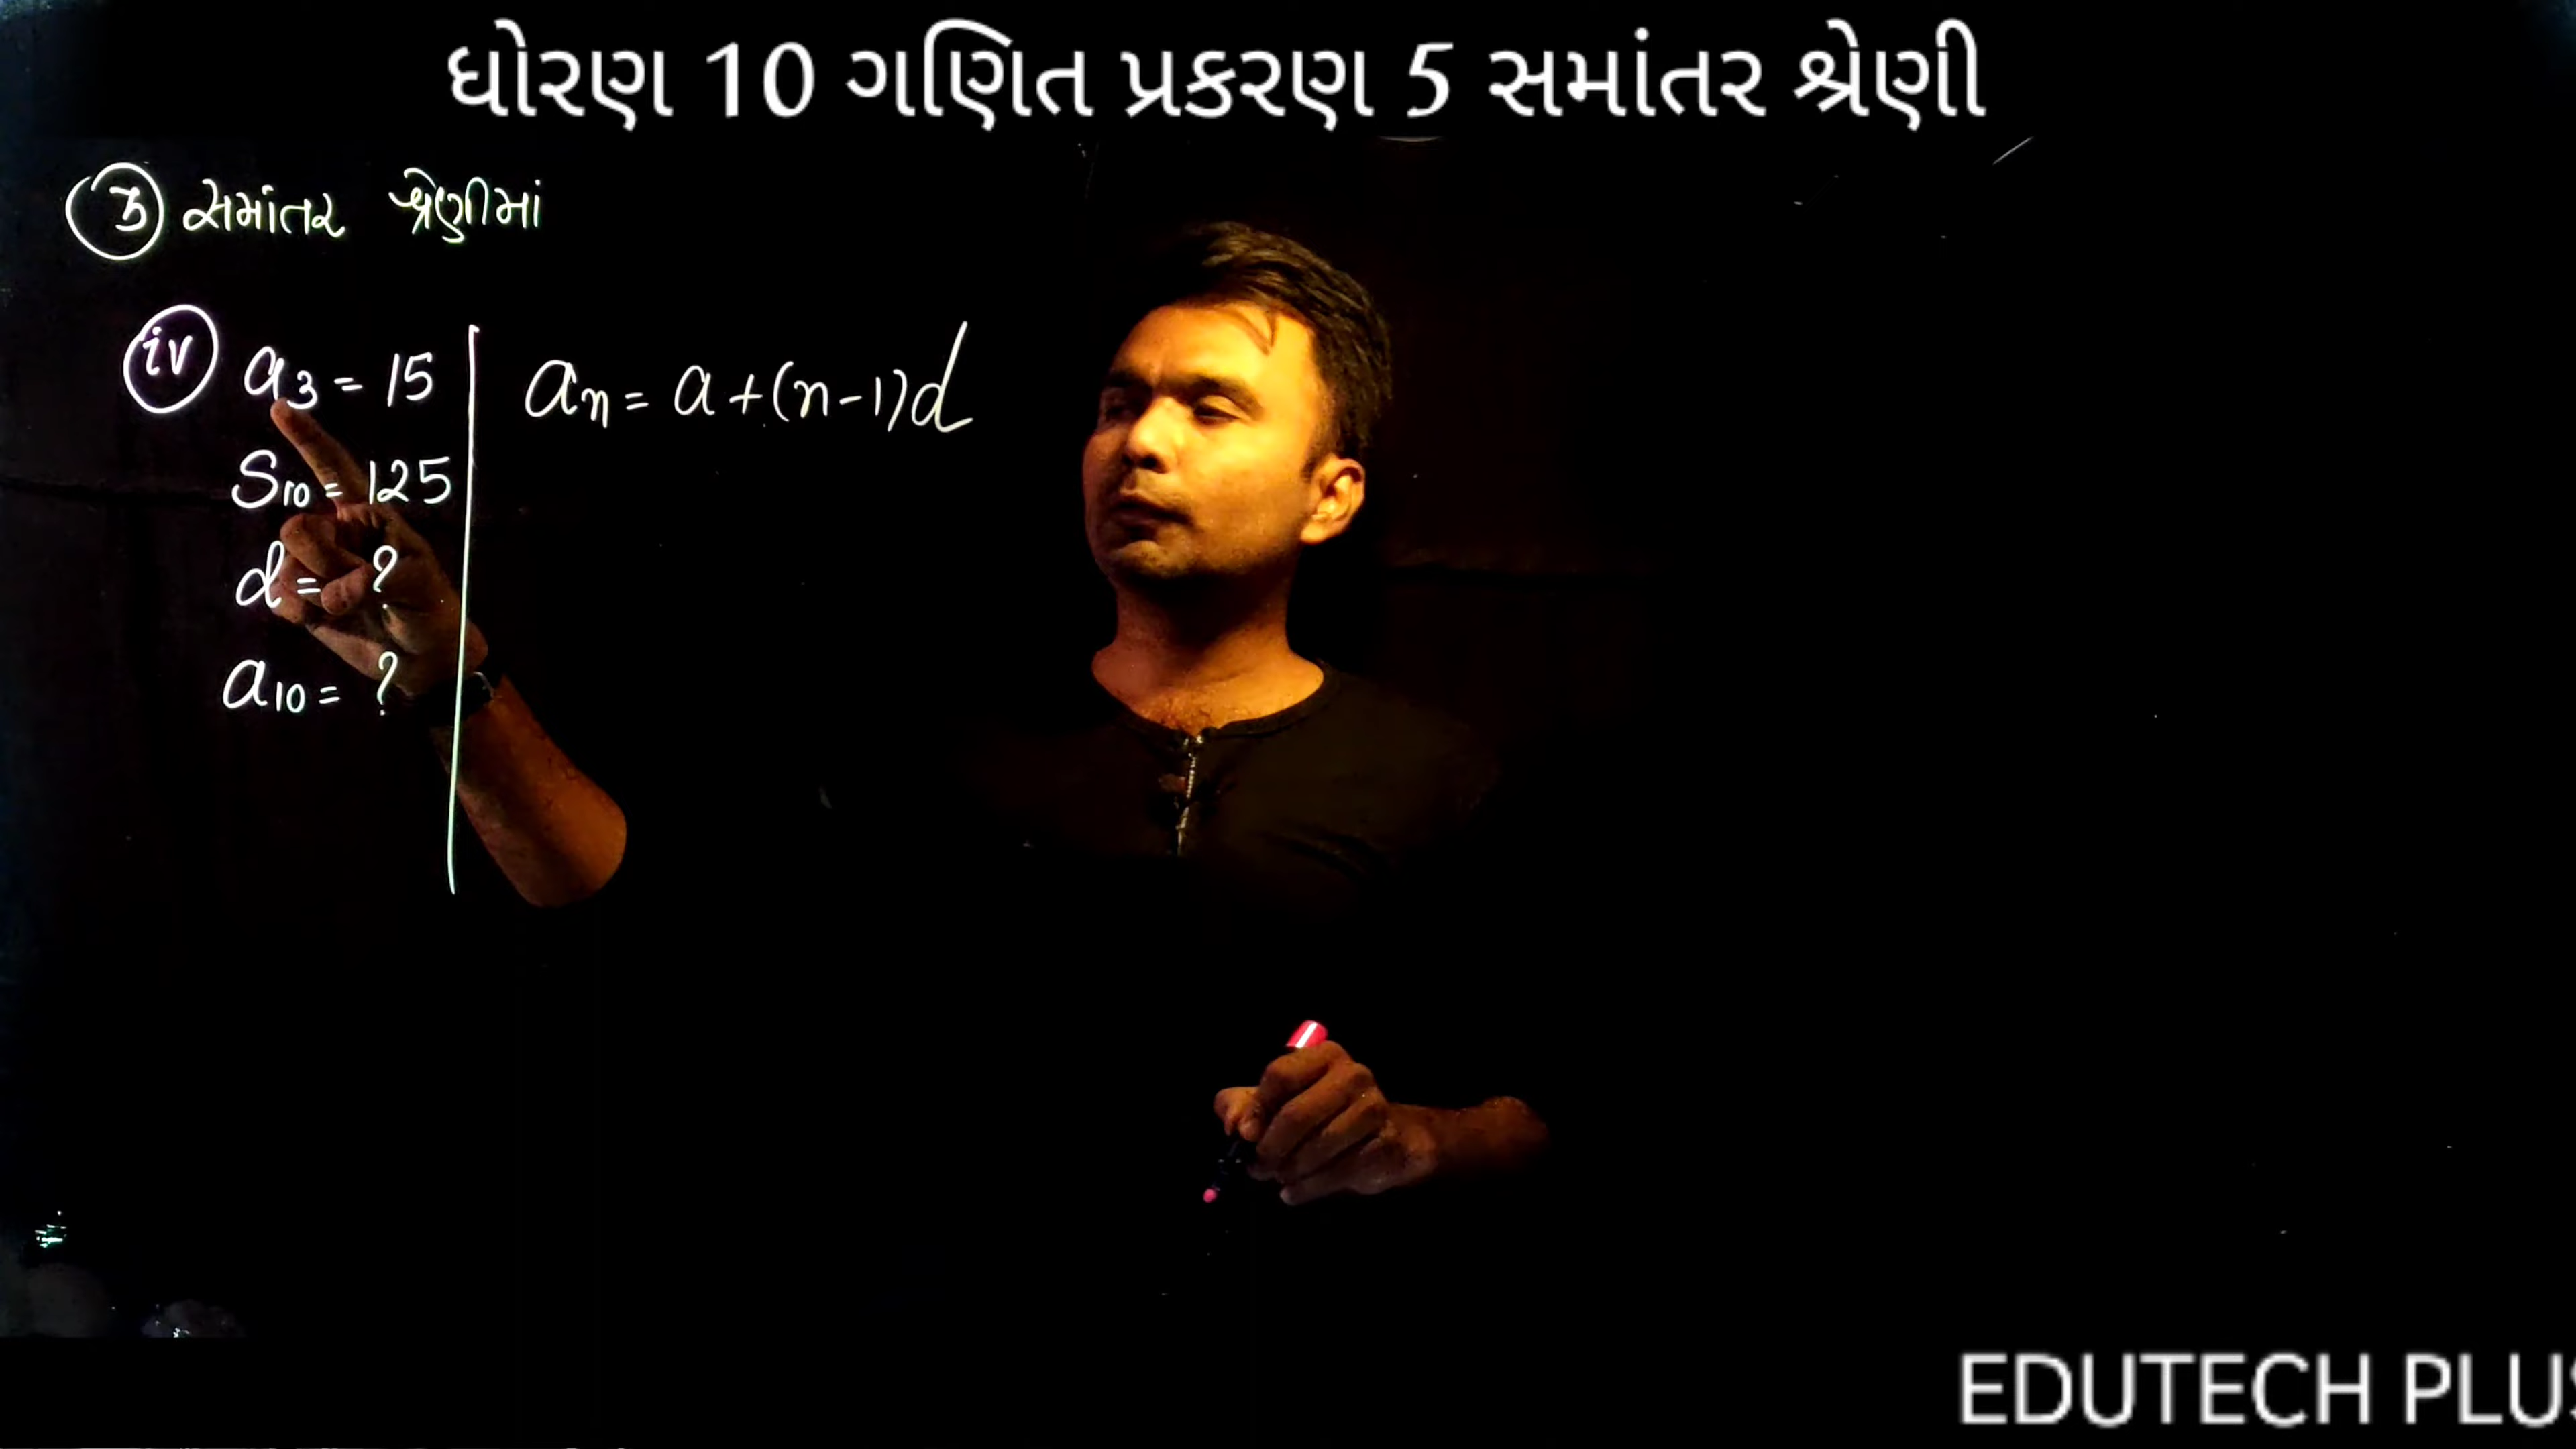 ધોરણ 10 ગણિત પ્રકરણ 5 સમાંતર શ્રેણી
3 સમાંતર શ્રેણીમાં
iv a3 = 15
an = a + (n-1)d
S10 = 125
d = ?
a10 = ?
EDUTECH PLUS